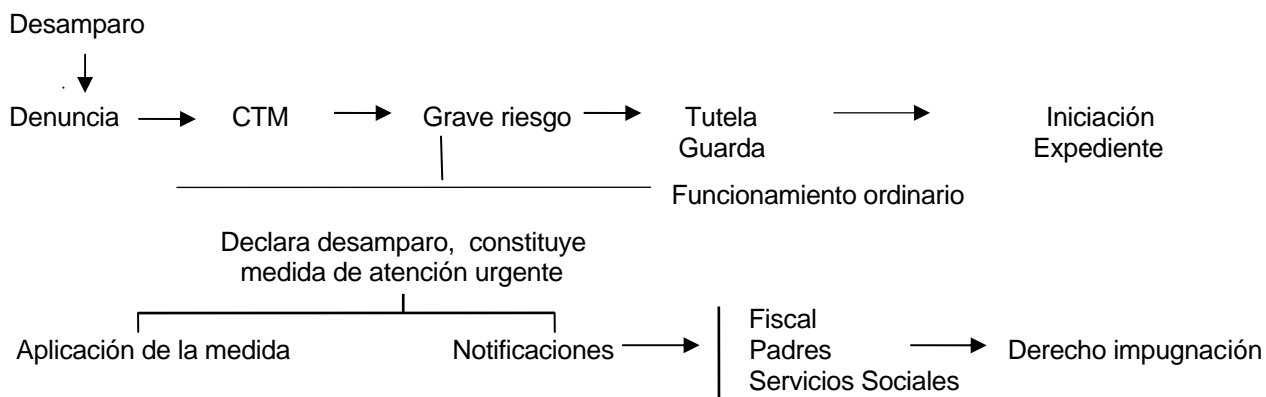 Desamparo
Denuncia CTM Grave riesgo Tutela Iniciación
Guarda Expediente
Funcionamiento ordinario
Declara desamparo, constituye
medida de atención urgente
Fiscal
Aplicación de la medida Notificaciones Padres Derecho impugnación
Servicios Sociales